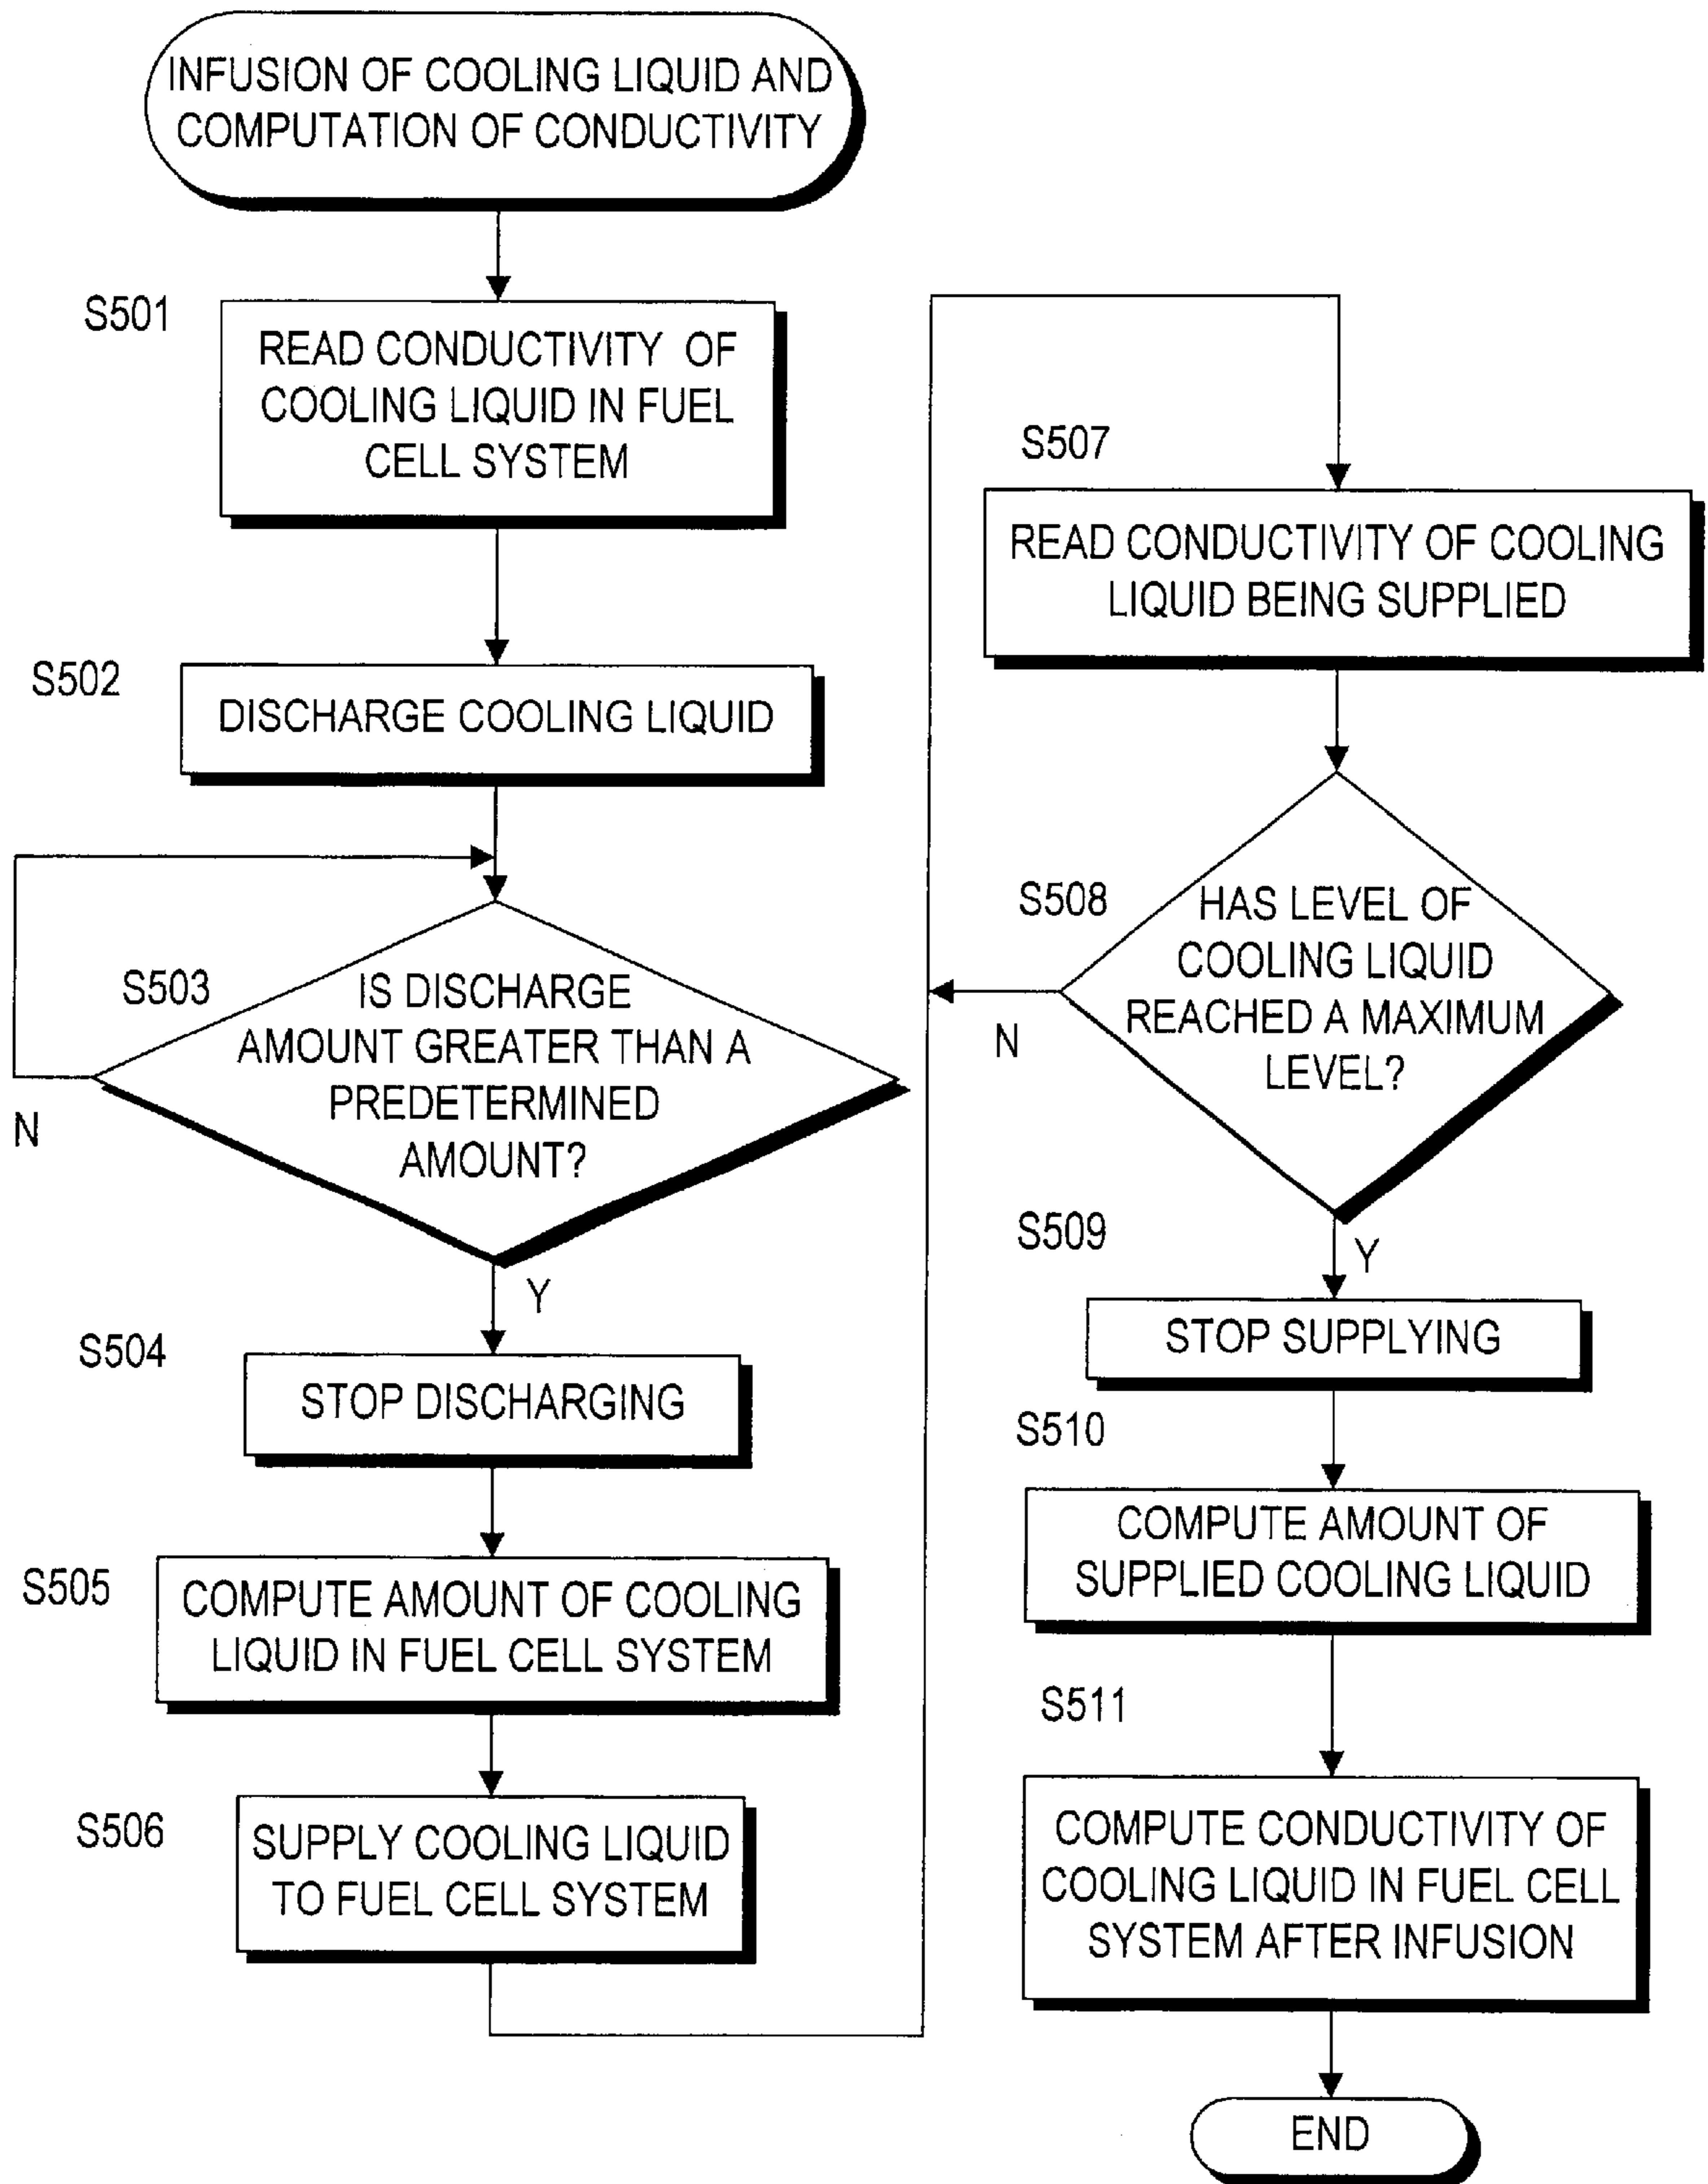 INFUSION OF COOLING LIQUID AND
COMPUTATION OF CONDUCTIVITY
S501
READ CONDUCTIVITY OF
COOLING LIQUID IN FUEL
CELL SYSTEM
S502
DISCHARGE COOLING LIQUID
S503
IS DISCHARGE
AMOUNT GREATER THAN A
PREDETERMINED
AMOUNT?
N
Y
S504
STOP DISCHARGING
S505
COMPUTE AMOUNT OF COOLING
LIQUID IN FUEL CELL SYSTEM
S506
SUPPLY COOLING LIQUID
TO FUEL CELL SYSTEM
S507
READ CONDUCTIVITY OF COOLING
LIQUID BEING SUPPLIED
S508
HAS LEVEL OF
COOLING LIQUID
REACHED A MAXIMUM
LEVEL?
N
Y
S509
STOP SUPPLYING
S510
COMPUTE AMOUNT OF
SUPPLIED COOLING LIQUID
S511
COMPUTE CONDUCTIVITY OF
COOLING LIQUID IN FUEL CELL
SYSTEM AFTER INFUSION
END